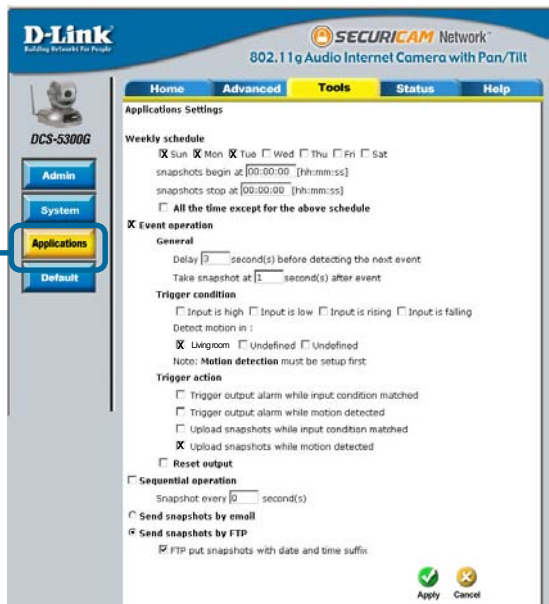 D-Link
Building Networks for People
SECURICAM Network™
802.11g Audio Internet Camera with Pan/Tilt
Home Advanced Tools Status Help
DCS-5300G
Admin
System
Applications
Default
Applications Settings
Weekly schedule
X Sun X Mon X Tue Wed Thu Fri Sat
snapshots begin at 00:00:00 [hh:mm:ss]
snapshots stop at 00:00:00 [hh:mm:ss]
All the time except for the above schedule
X Event operation
General
Delay 3 second(s) before detecting the next event
Take snapshot at 1 second(s) after event
Trigger condition
Input is high Input is low Input is rising Input is falling
Detect motion in :
X Livingroom Undefined Undefined
Note: Motion detection must be setup first
Trigger action
Trigger output alarm while input condition matched
Trigger output alarm while motion detected
Upload snapshots while input condition matched
X Upload snapshots while motion detected
Reset output
Sequential operation
Snapshot every 0 second(s)
Send snapshots by email
Send snapshots by FTP
FTP put snapshots with date and time suffix
Apply Cancel